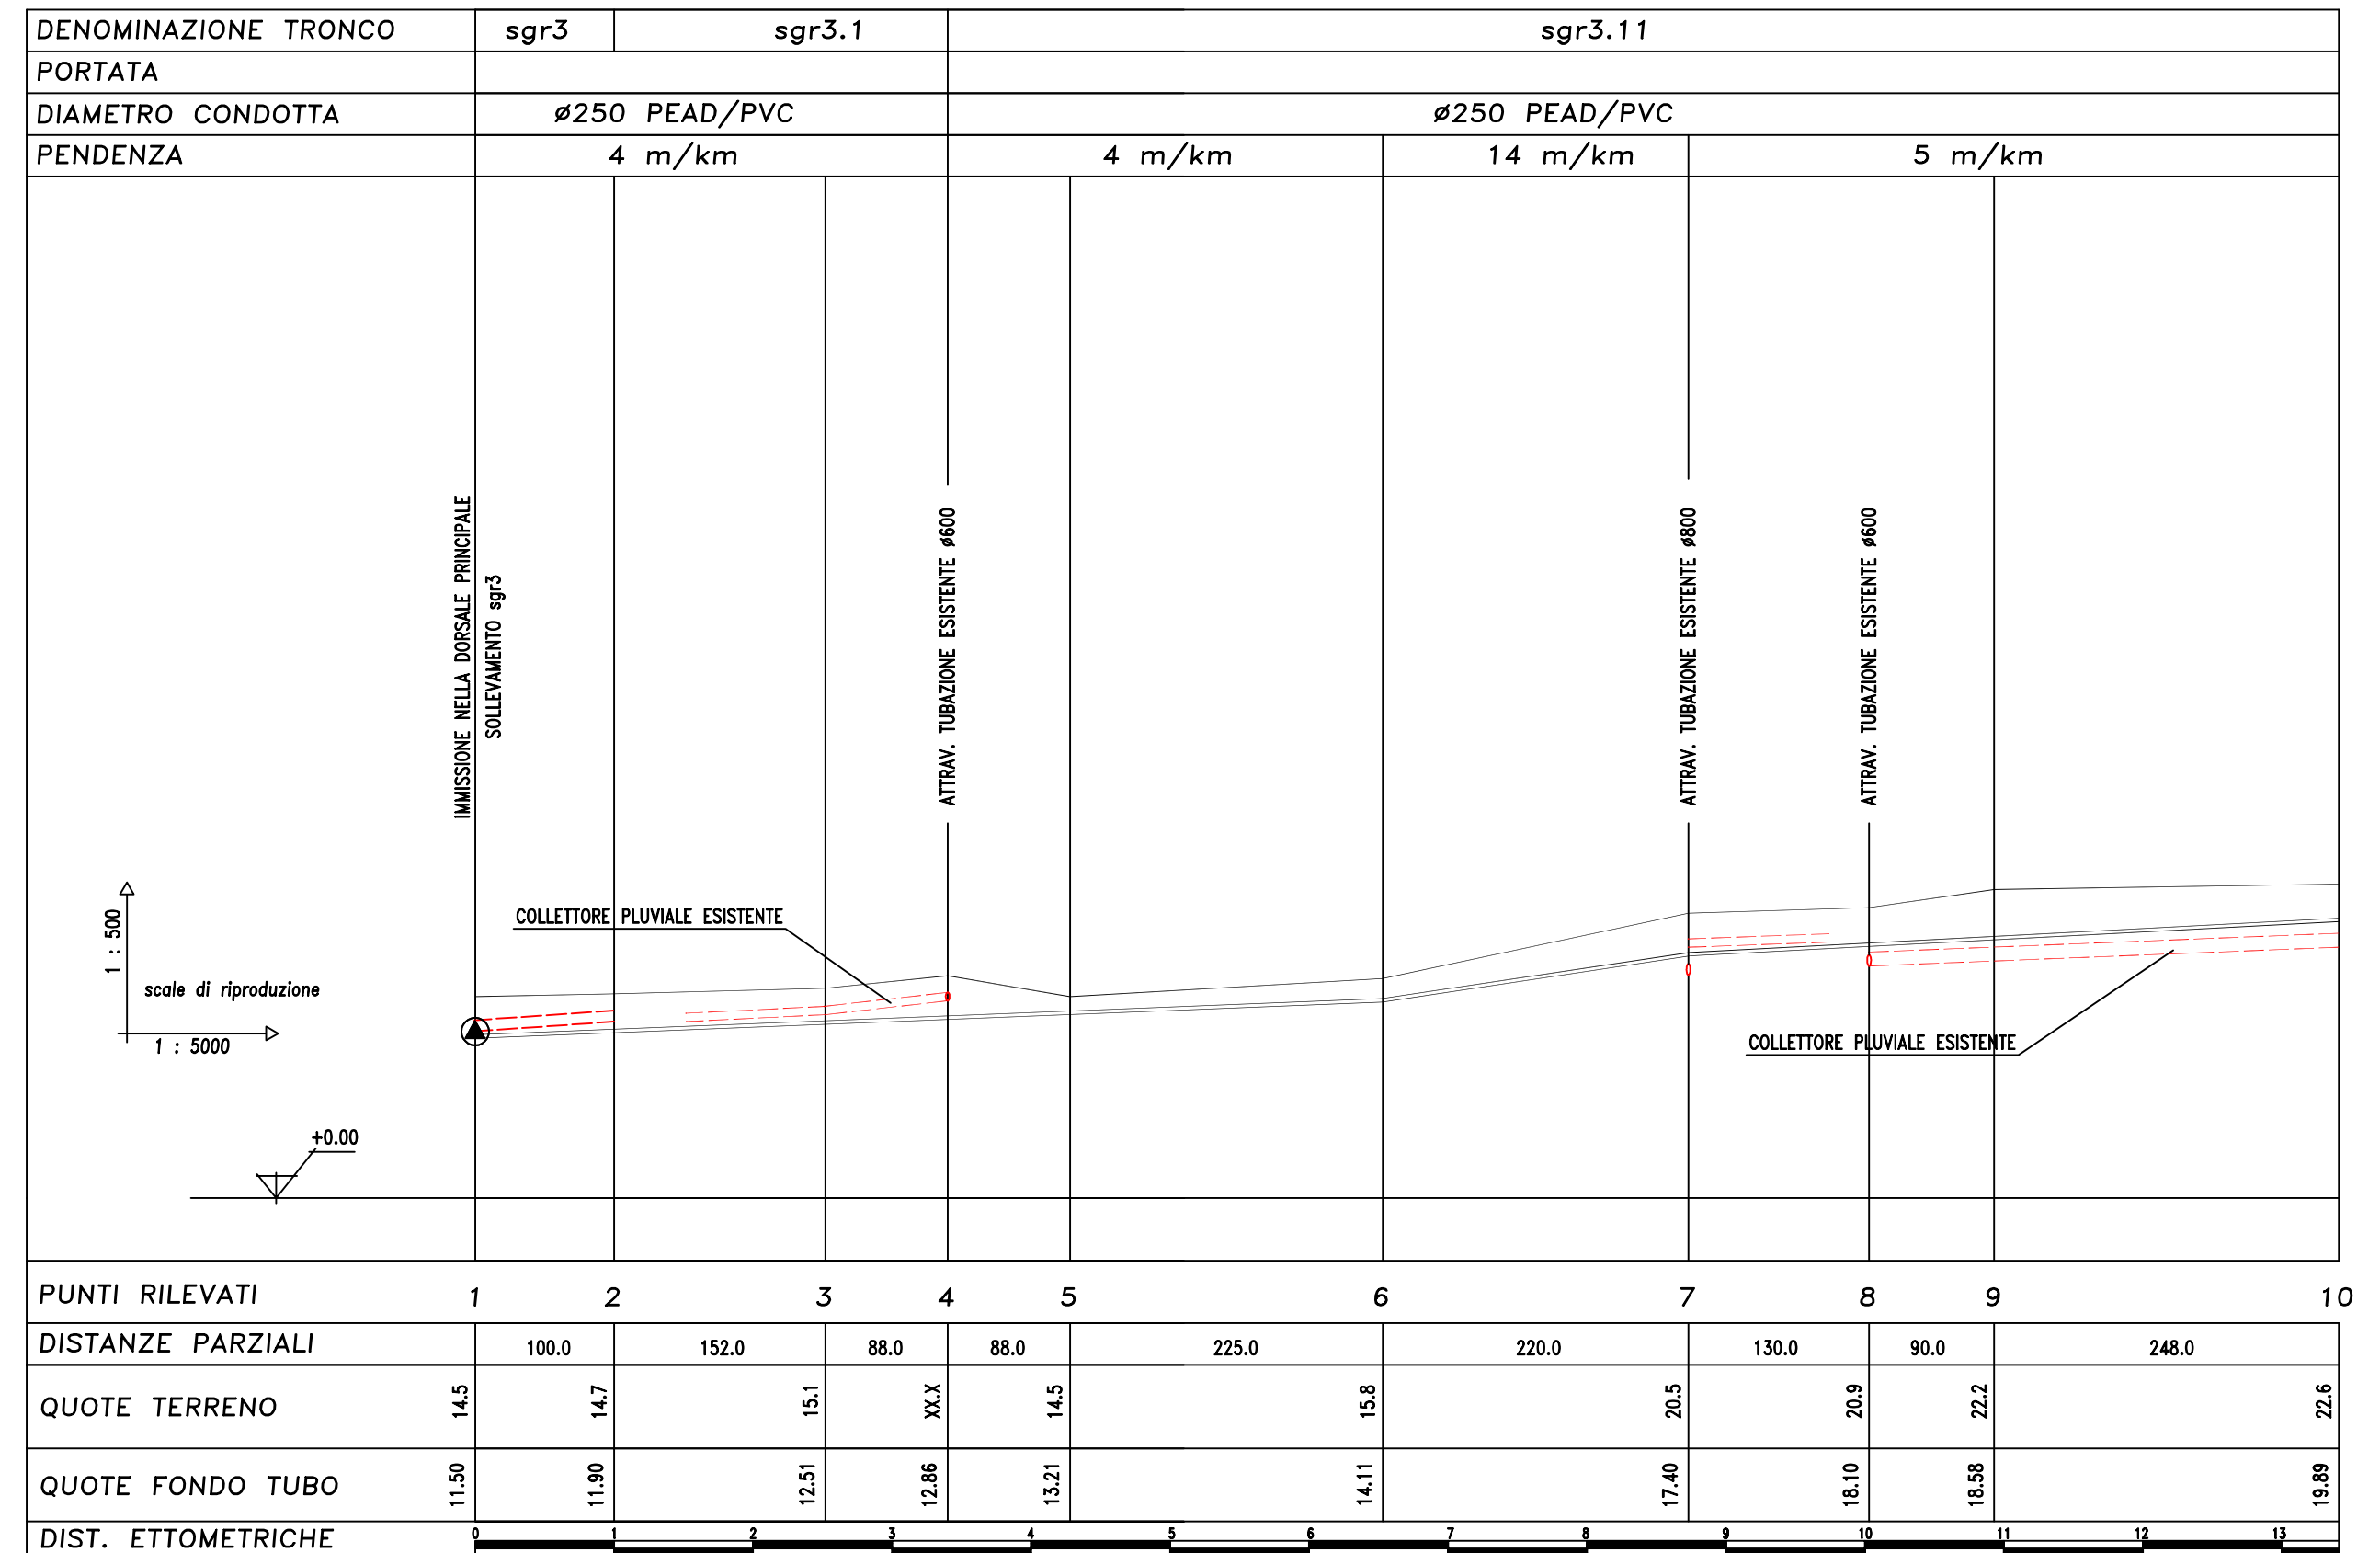 DENOMINAZIONE TRONCO sgr3 sgr3.1 sgr3.11
PORTATA
DIAMETRO CONDOTTA ø250 PEAD/PVC ø250 PEAD/PVC
PENDENZA 4 m/km 4 m/km 14 m/km 5 m/km
IMMISSIONE NELLA DORSALE PRINCIPALE
SOLLEVAMENTO sgr3
ATTRAV. TUBAZIONE ESISTENTE ø600
ATTRAV. TUBAZIONE ESISTENTE ø800
ATTRAV. TUBAZIONE ESISTENTE ø600
COLLETTORE PLUVIALE ESISTENTE
1 : 500
scale di riproduzione
1 : 5000
COLLETTORE PLUVIALE ESISTENTE
+0.00
PUNTI RILEVATI 1 2 3 4 5 6 7 8 9 10
DISTANZE PARZIALI 100.0 152.0 88.0 88.0 225.0 220.0 130.0 90.0 248.0
QUOTE TERRENO 14.5 14.7 15.1 XX.X 14.5 15.8 20.5 20.9 22.2 22.6
QUOTE FONDO TUBO 11.50 11.90 12.51 12.86 13.21 14.11 17.40 18.10 18.58 19.89
DIST. ETTOMETRICHE 0 1 2 3 4 5 6 7 8 9 10 11 12 13